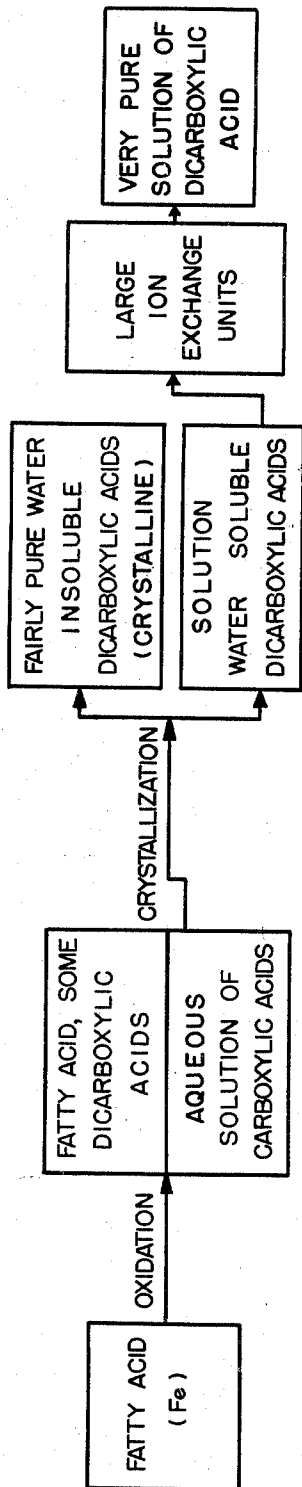 FATTY ACID
(Fe)
OXIDATION
FATTY ACID, SOME
DICARBOXYLIC
ACIDS
AQUEOUS
SOLUTION OF
CARBOXYLIC ACIDS
CRYSTALLIZATION
FAIRLY PURE WATER
INSOLUBLE
DICARBOXYLIC ACIDS
(CRYSTALLINE)
SOLUTION
WATER SOLUBLE
DICARBOXYLIC ACIDS
LARGE
ION
EXCHANGE
UNITS
VERY PURE
SOLUTION OF
DICARBOXYLIC
ACID